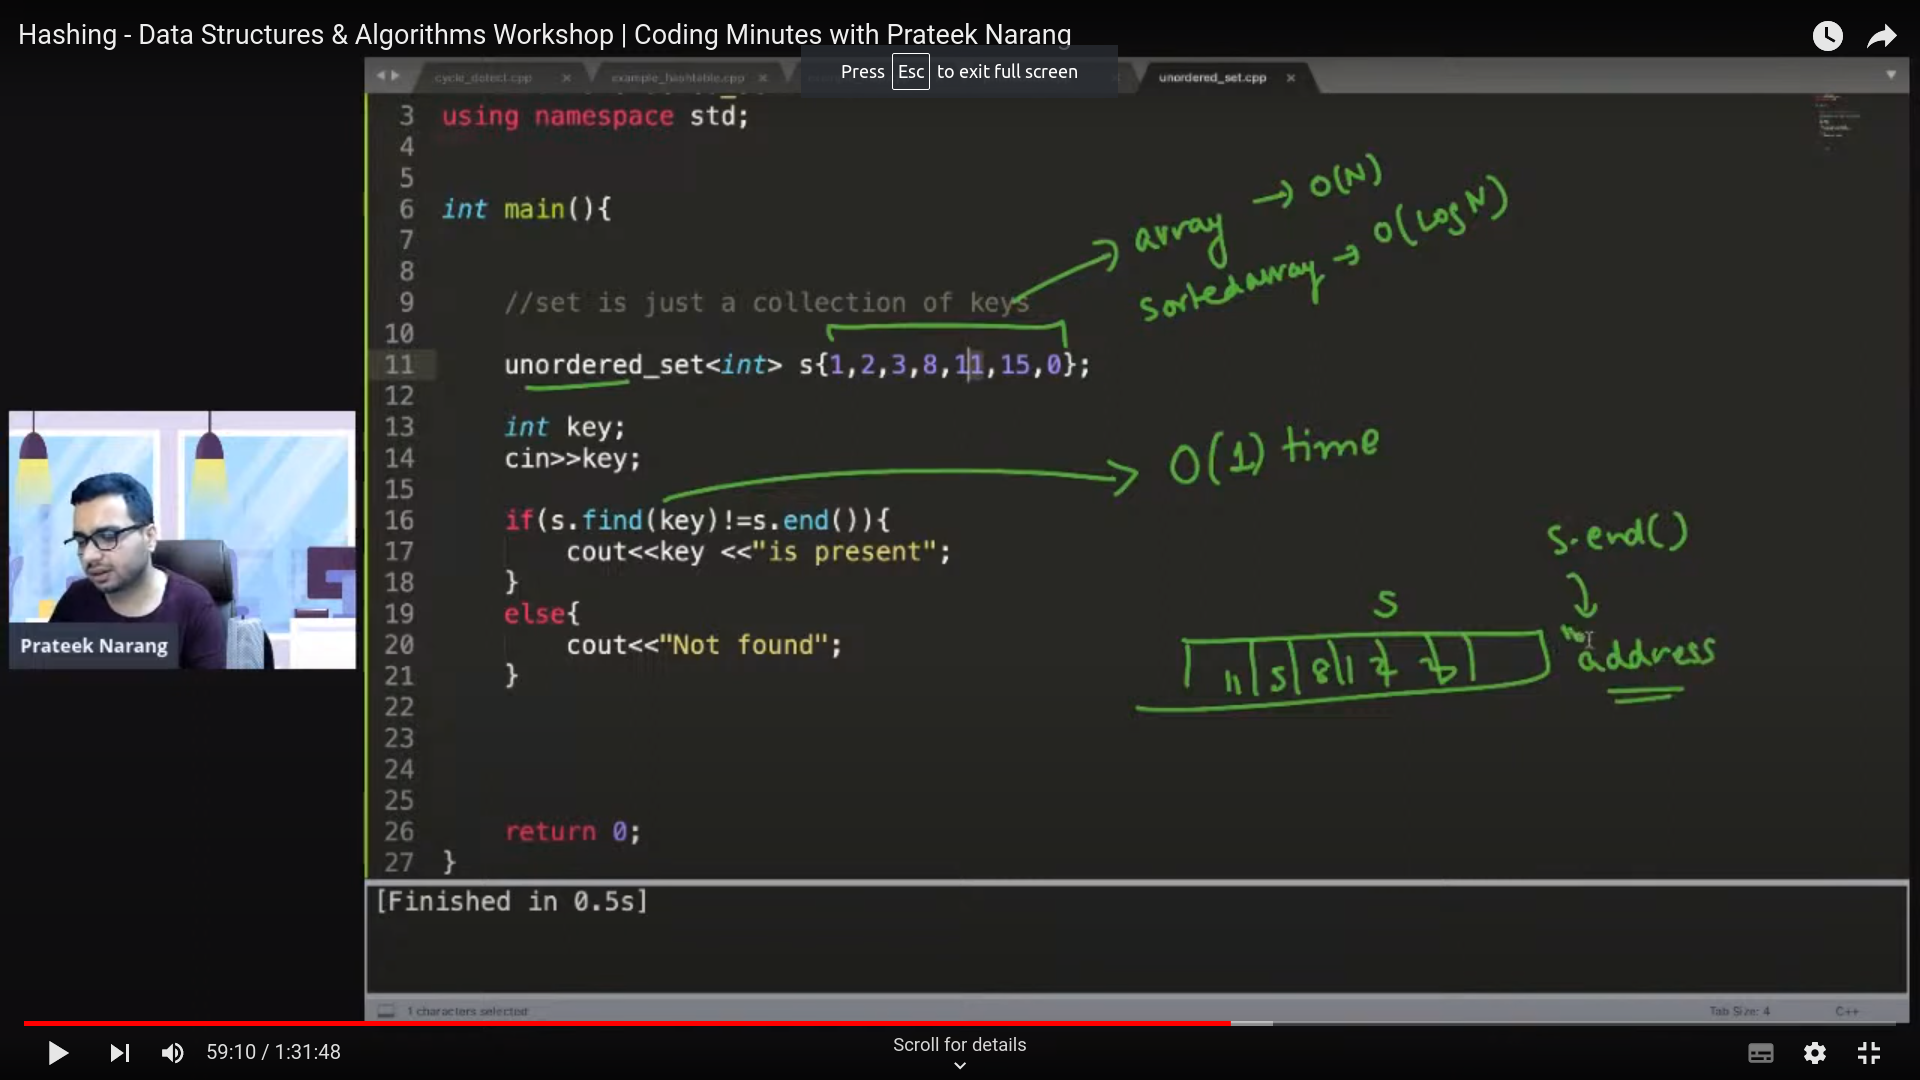 Hashing - Data Structures & Algorithms Workshop | Coding Minutes with Prateek Narang
Press Esc to exit full screen
cycle_detect.cpp
example_hashtable.cpp
unordered_set.cpp
3 using namespace std;
4
5
6 int main(){
7
8
9 //set is just a collection of keys
10
11 unordered_set<int> s{1,2,3,8,11,15,0};
12
13 int key;
14 cin>>key;
15
16 if(s.find(key)!=s.end()){
17 cout<<key <<"is present";
18 }
19 else{
20 cout<<"Not found";
21 }
22
23
24
25
26 return 0;
27 }
array → O(N)
sortedarray → O(LogN)
O(1) time
s.end()
S
address
11 5 8 1
Prateek Narang
[Finished in 0.5s]
1 characters selected
Tab Size: 4
C++
59:10 / 1:31:48
Scroll for details